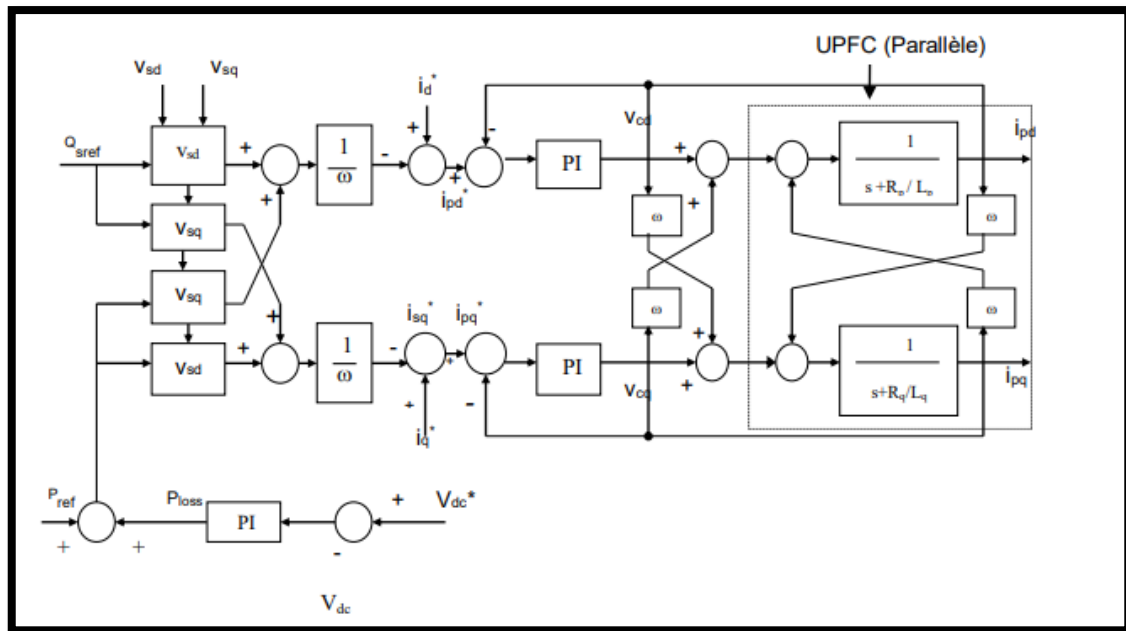 UPFC (Parallèle)
vsd vsq
id*
Qsref
vsd
+
+
1
ω
-
+
+
ipd*
-
PI
vcd
+
+
1
s +Rp / Lp
ipd
vsq
ω
ω
vsq
+
isq* ipq*
ω
ω
vsd
+
1
ω
-
+
+
iq*
-
PI
vcq
+
+
1
s+Rq/Lq
ipq
Pref
Ploss
PI
+
Vdc*
+
+
-
Vdc